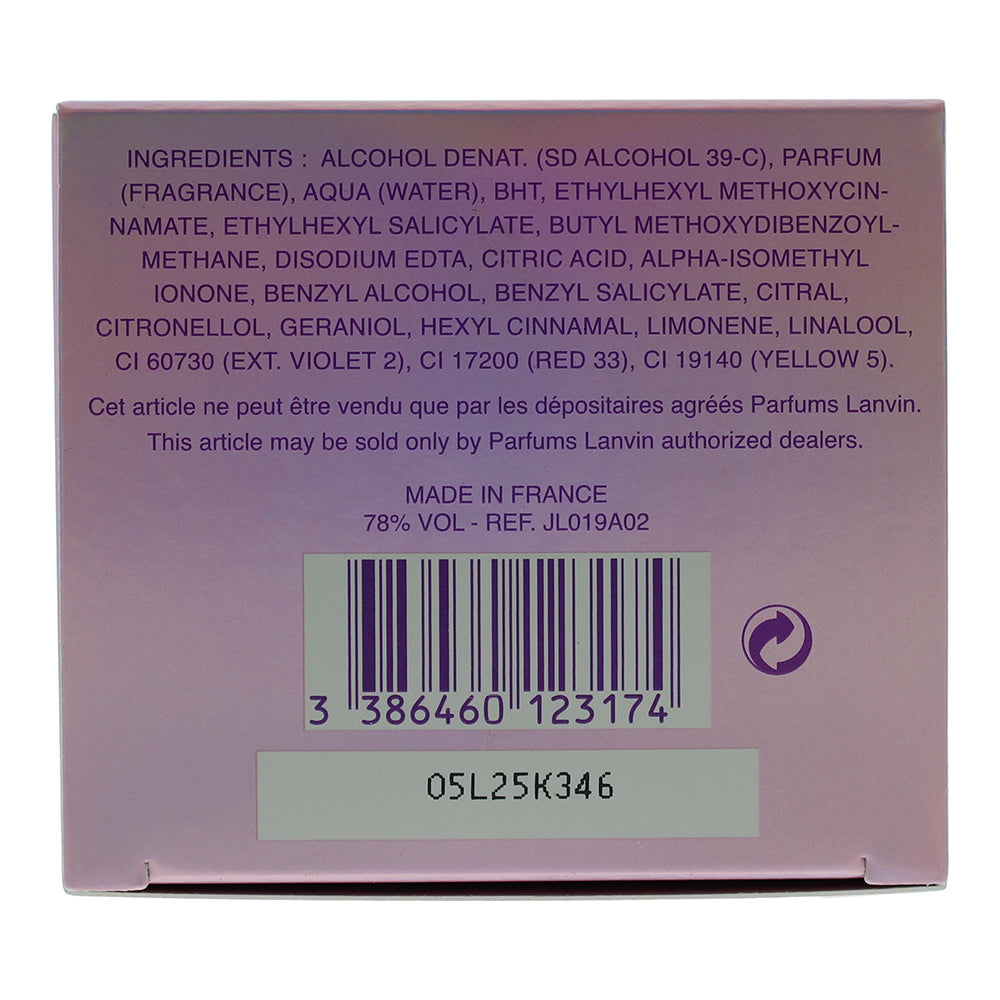 INGREDIENTS : ALCOHOL DENAT. (SD ALCOHOL 39-C), PARFUM
(FRAGRANCE), AQUA (WATER), BHT, ETHYLHEXYL METHOXYCIN-
NAMATE, ETHYLHEXYL SALICYLATE, BUTYL METHOXYDIBENZOYL-
METHANE, DISODIUM EDTA, CITRIC ACID, ALPHA-ISOMETHYL
IONONE, BENZYL ALCOHOL, BENZYL SALICYLATE, CITRAL,
CITRONELLOL, GERANIOL, HEXYL CINNAMAL, LIMONENE, LINALOOL,
CI 60730 (EXT. VIOLET 2), CI 17200 (RED 33), CI 19140 (YELLOW 5).
Cet article ne peut être vendu que par les dépositaires agréés Parfums Lanvin.
This article may be sold only by Parfums Lanvin authorized dealers.
MADE IN FRANCE
78% VOL - REF. JL019A02
3 386460 123174
05L25K346